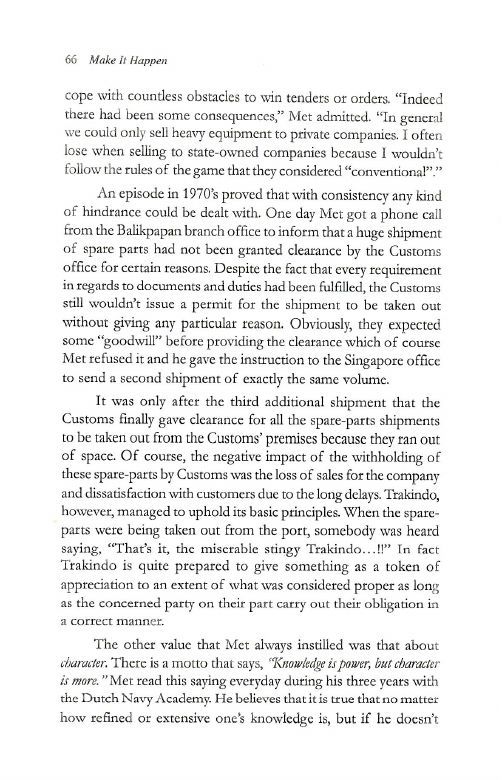 66 Make It Happen
cope with countless obstacles to win tenders or orders. “Indeed
there had been some consequences,” Met admitted. “In general
we could only sell heavy equipment to private companies. I often
lose when selling to state-owned companies because I wouldn’t
follow the rules of the game that they considered “conventional”.”
An episode in 1970’s proved that with consistency any kind
of hindrance could be dealt with. One day Met got a phone call
from the Balikpapan branch office to inform that a huge shipment
of spare parts had not been granted clearance by the Customs
office for certain reasons. Despite the fact that every requirement
in regards to documents and duties had been fulfilled, the Customs
still wouldn’t issue a permit for the shipment to be taken out
without giving any particular reason. Obviously, they expected
some “goodwill” before providing the clearance which of course
Met refused it and he gave the instruction to the Singapore office
to send a second shipment of exactly the same volume.
It was only after the third additional shipment that the
Customs finally gave clearance for all the spare-parts shipments
to be taken out from the Customs’ premises because they ran out
of space. Of course, the negative impact of the withholding of
these spare-parts by Customs was the loss of sales for the company
and dissatisfaction with customers due to the long delays. Trakindo,
however, managed to uphold its basic principles. When the spare-
parts were being taken out from the port, somebody was heard
saying, “That’s it, the miserable stingy Trakindo...!!” In fact
Trakindo is quite prepared to give something as a token of
appreciation to an extent of what was considered proper as long
as the concerned party on their part carry out their obligation in
a correct manner.
The other value that Met always instilled was that about
character. There is a motto that says, “Knowledge is power, but character
is more.” Met read this saying everyday during his three years with
the Dutch Navy Academy. He believes that it is true that no matter
how refined or extensive one’s knowledge is, but if he doesn’t